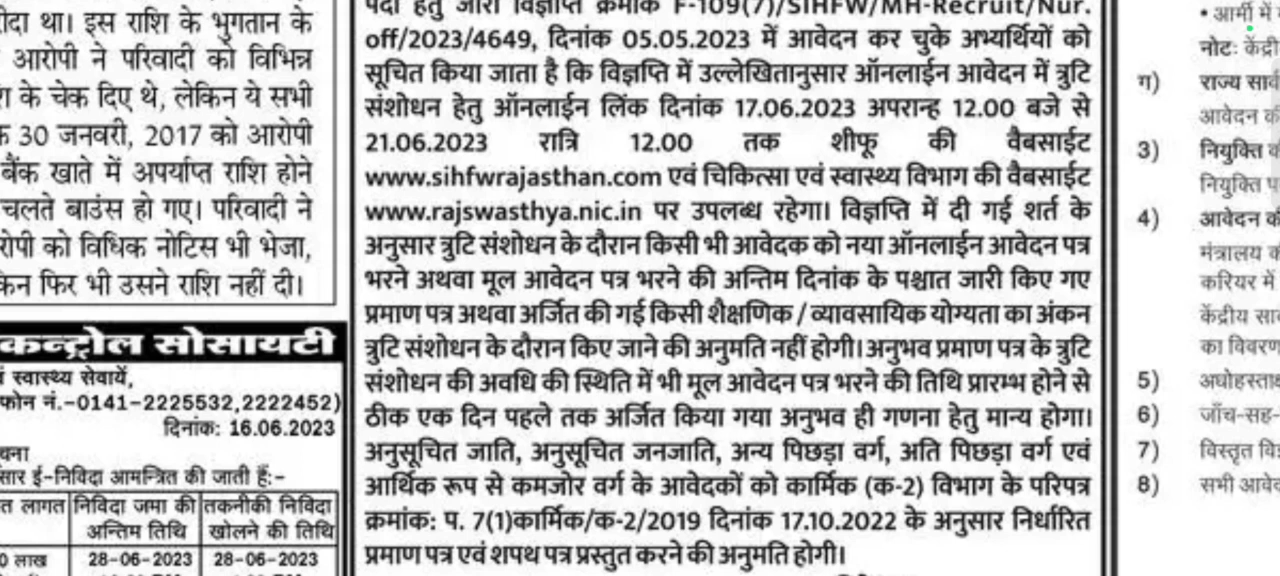 ीदा था। इस राशि के भुगतान के
आरोपी ने परिवादी को विभिन्न
के चेक दिए थे, लेकिन ये सभी
30 जनवरी, 2017 को आरोपी
बैंक खाते में अपर्याप्त राशि होने
चलते बाउंस हो गए। परिवादी ने
रोपी को विधिक नोटिस भी भेजा,
किन फिर भी उसने राशि नहीं दी।
कन्ट्रोल सोसायटी
स्वास्थ्य सेवायें,
फोन नं.-0141-2225532,2222452)
दिनांक: 16.06.2023
चना
सार ई-निविदा आमन्त्रित की जाती हैं:-
त लागत निविदा जमा की तकनीकी निविदा
अन्तिम तिथि खोलने की तिथि
0 लाख 28-06-2023 28-06-2023
पदों हेतु जारी विज्ञप्ति क्रमांक F-109(7)/SIHFW/MH-Recruit/Nur.
off/2023/4649, दिनांक 05.05.2023 में आवेदन कर चुके अभ्यर्थियों को
सूचित किया जाता है कि विज्ञप्ति में उल्लेखितानुसार ऑनलाईन आवेदन में त्रुटि
संशोधन हेतु ऑनलाईन लिंक दिनांक 17.06.2023 अपरान्ह 12.00 बजे से
21.06.2023 रात्रि 12.00 तक शीफू की वैबसाईट
www.sihfwrajasthan.com एवं चिकित्सा एवं स्वास्थ्य विभाग की वैबसाईट
www.rajswasthya.nic.in पर उपलब्ध रहेगा। विज्ञप्ति में दी गई शर्त के
अनुसार त्रुटि संशोधन के दौरान किसी भी आवेदक को नया ऑनलाईन आवेदन पत्र
भरने अथवा मूल आवेदन पत्र भरने की अन्तिम दिनांक के पश्चात जारी किए गए
प्रमाण पत्र अथवा अर्जित की गई किसी शैक्षणिक / व्यावसायिक योग्यता का अंकन
त्रुटि संशोधन के दौरान किए जाने की अनुमति नहीं होगी। अनुभव प्रमाण पत्र के त्रुटि
संशोधन की अवधि की स्थिति में भी मूल आवेदन पत्र भरने की तिथि प्रारम्भ होने से
ठीक एक दिन पहले तक अर्जित किया गया अनुभव ही गणना हेतु मान्य होगा।
अनुसूचित जाति, अनुसूचित जनजाति, अन्य पिछड़ा वर्ग, अति पिछड़ा वर्ग एवं
आर्थिक रूप से कमजोर वर्ग के आवेदकों को कार्मिक (क-2) विभाग के परिपत्र
क्रमांक: प. 7(1)कार्मिक/क-2/2019 दिनांक 17.10.2022 के अनुसार निर्धारित
प्रमाण पत्र एवं शपथ पत्र प्रस्तुत करने की अनुमति होगी।
• आर्मी में
नोटः केंद्री
ग) राज्य साव
आवेदन क
3) नियुक्ति क
नियुक्ति प
4) आवेदन क
मंत्रालय क
करियर में
केंद्रीय सा
का विवरण
5) अधोहस्ताक्ष
6) जाँच-सह-
7) विस्तृत वि
8) सभी आवेद